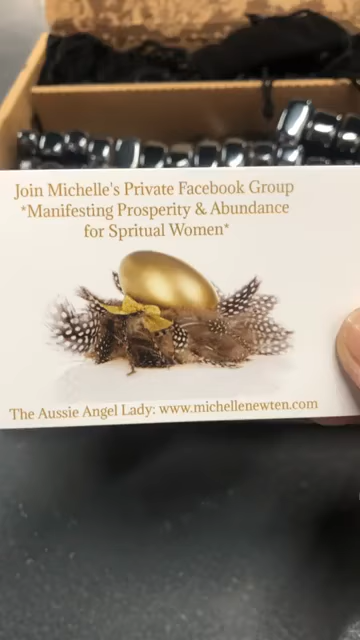 Join Michelle's Private Facebook Group
*Manifesting Prosperity & Abundance
for Spritual Women*
The Aussie Angel Lady: www.michellenewten.com